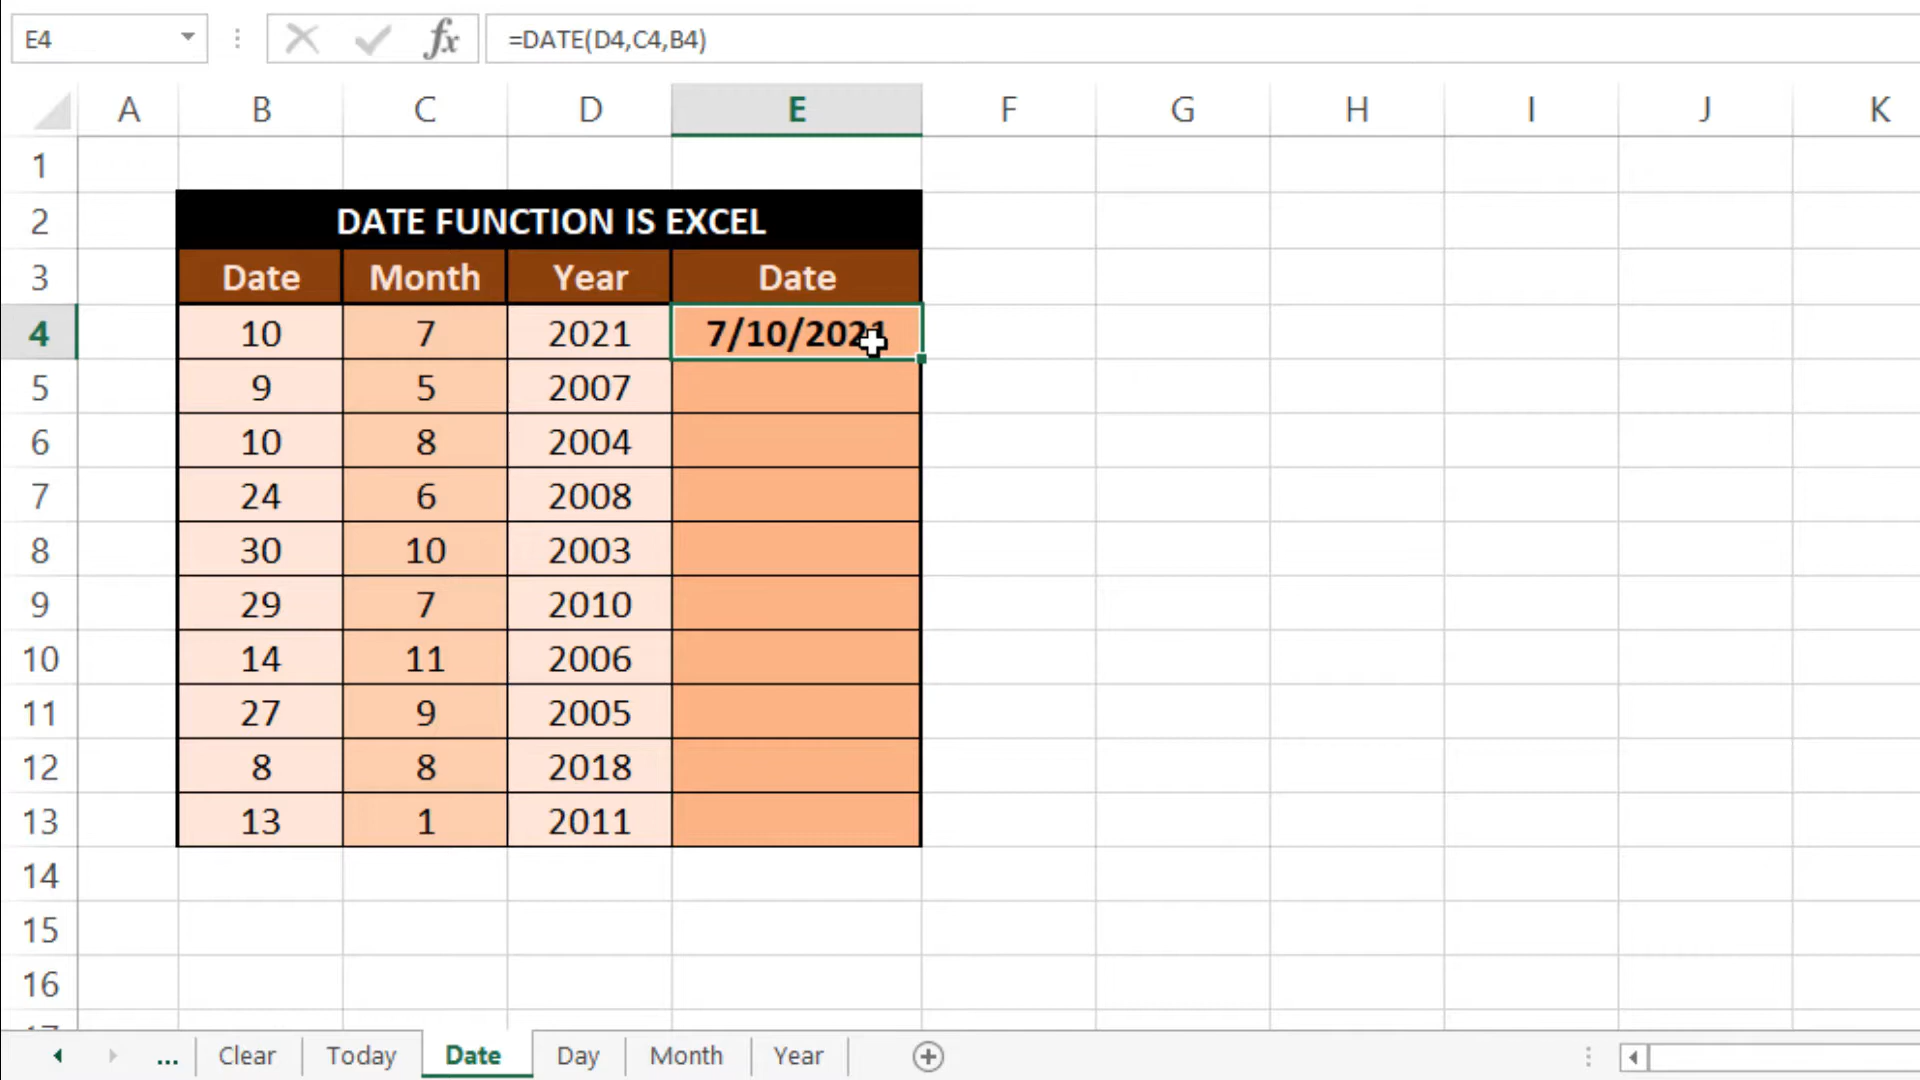 E4 fx =DATE(D4,C4,B4)
A B C D E F G H I J K
1
2 DATE FUNCTION IS EXCEL
3 Date Month Year Date
4 10 7 2021 7/10/2021
5 9 5 2007
6 10 8 2004
7 24 6 2008
8 30 10 2003
9 29 7 2010
10 14 11 2006
11 27 9 2005
12 8 8 2018
13 13 1 2011
14
15
16
... Clear Today Date Day Month Year